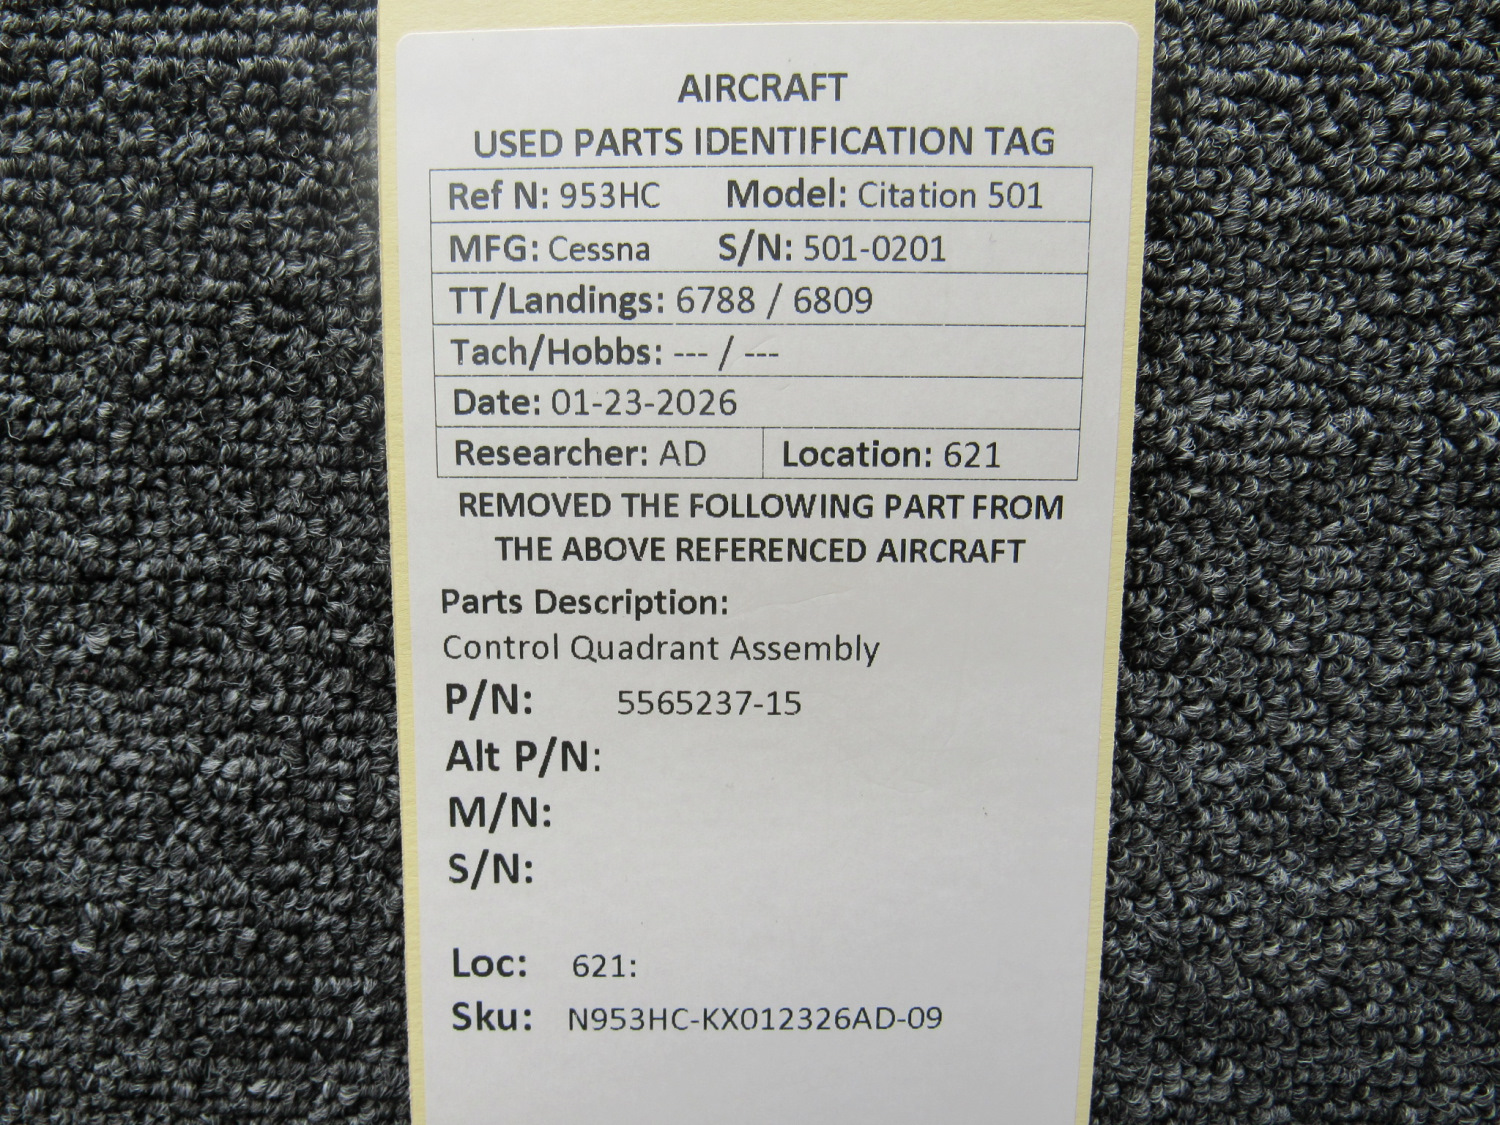 AIRCRAFT
USED PARTS IDENTIFICATION TAG
Ref N: 953HC Model: Citation 501
MFG: Cessna S/N: 501-0201
TT/Landings: 6788 / 6809
Tach/Hobbs: --- / ---
Date: 01-23-2026
Researcher: AD Location: 621
REMOVED THE FOLLOWING PART FROM
THE ABOVE REFERENCED AIRCRAFT
Parts Description:
Control Quadrant Assembly
P/N: 5565237-15
Alt P/N:
M/N:
S/N:
Loc: 621:
Sku: N953HC-KX012326AD-09